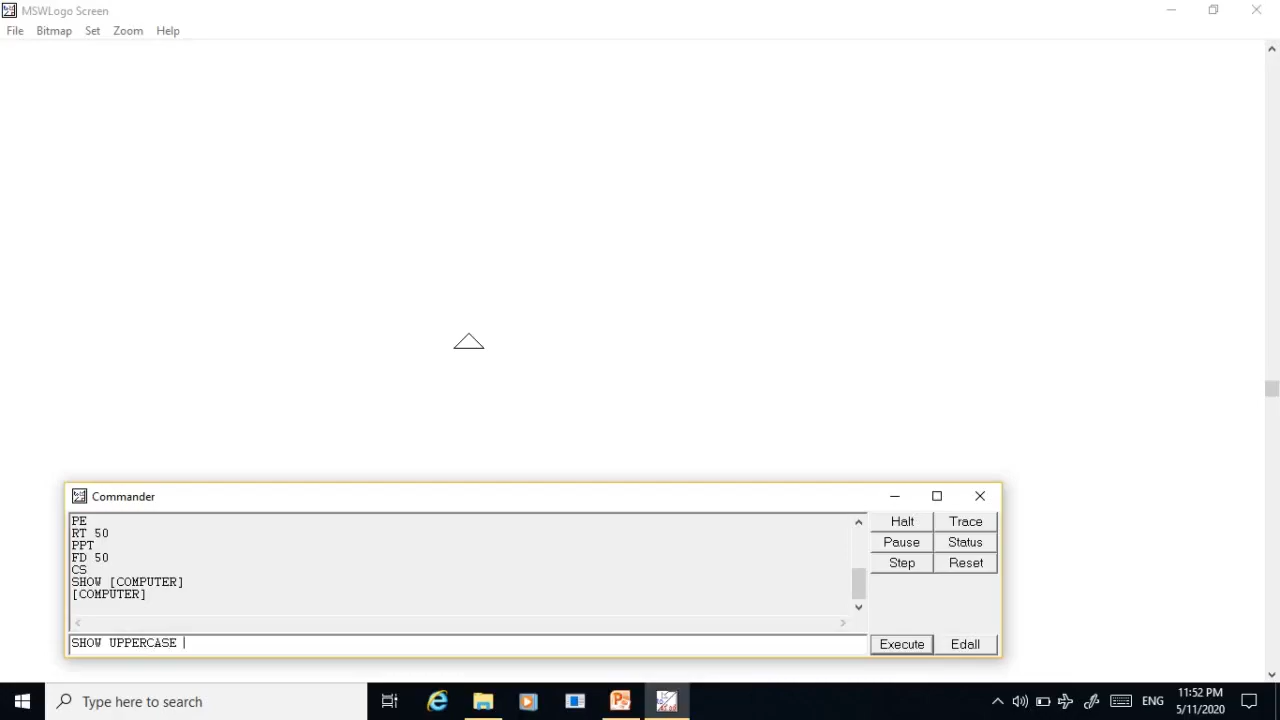 MSWLogo Screen
File Bitmap Set Zoom Help
Commander
PE
RT 50
PPT
FD 50
CS
SHOW [COMPUTER]
[COMPUTER]
SHOW UPPERCASE
Halt Trace
Pause Status
Step Reset
Execute Edall
Type here to search
ENG
11:52 PM
5/11/2020